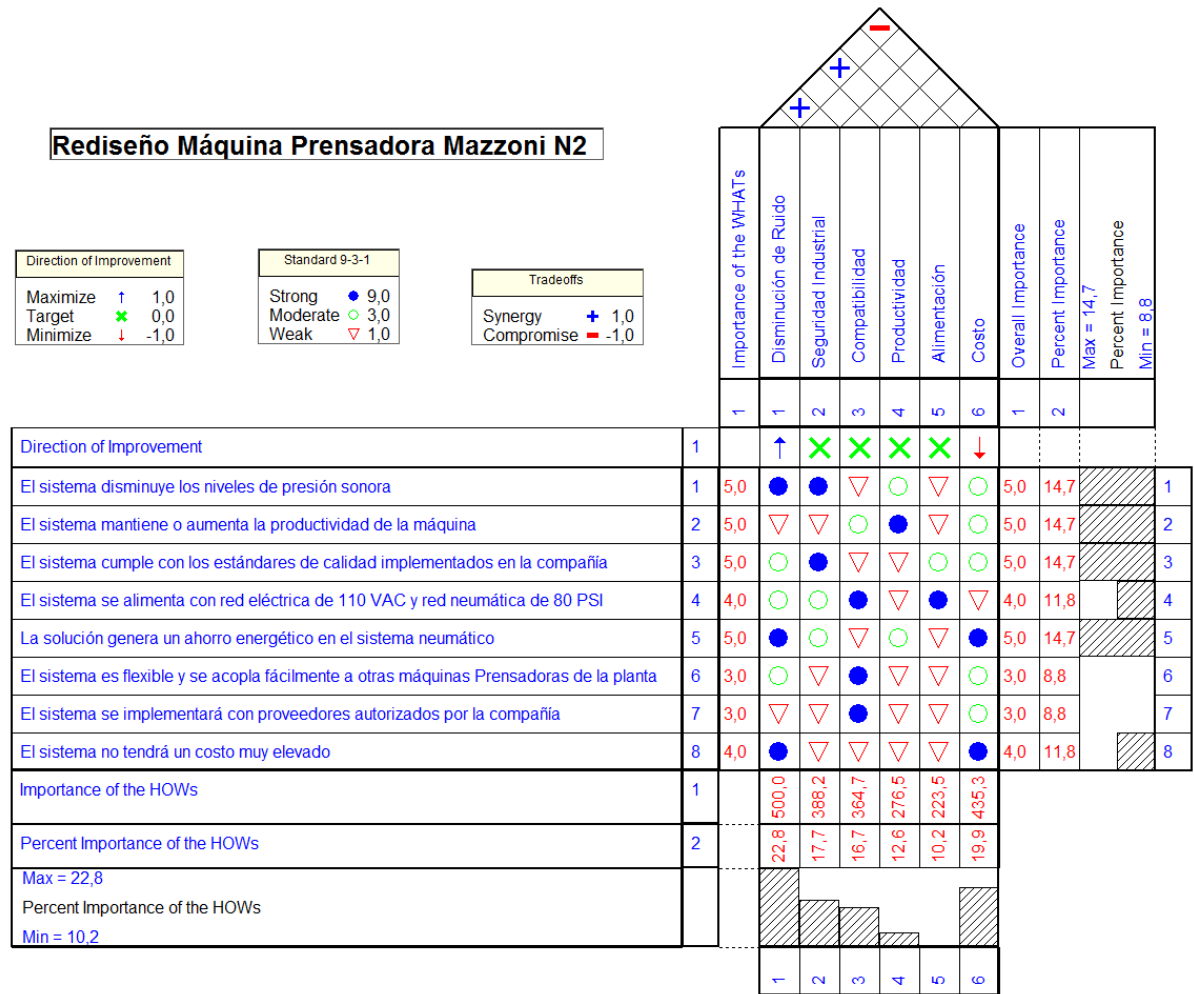 Rediseño Máquina Prensadora Mazzoni N2
Direction of Improvement
Maximize ↑ 1,0
Target ✖ 0,0
Minimize ↓ -1,0
Standard 9-3-1
Strong ● 9,0
Moderate ○ 3,0
Weak ▽ 1,0
Tradeoffs
Synergy + 1,0
Compromise − -1,0
Importance of the WHATs
Disminución de Ruido
Seguridad Industrial
Compatibilidad
Productividad
Alimentación
Costo
Overall Importance
Percent Importance
Max = 14,7
Percent Importance
Min = 8,8
1 1 2 3 4 5 6 1 2
Direction of Improvement 1
El sistema disminuye los niveles de presión sonora 1 5,0 5,0 14,7 1
El sistema mantiene o aumenta la productividad de la máquina 2 5,0 5,0 14,7 2
El sistema cumple con los estándares de calidad implementados en la compañía 3 5,0 5,0 14,7 3
El sistema se alimenta con red eléctrica de 110 VAC y red neumática de 80 PSI 4 4,0 4,0 11,8 4
La solución genera un ahorro energético en el sistema neumático 5 5,0 5,0 14,7 5
El sistema es flexible y se acopla fácilmente a otras máquinas Prensadoras de la planta 6 3,0 3,0 8,8 6
El sistema se implementará con proveedores autorizados por la compañía 7 3,0 3,0 8,8 7
El sistema no tendrá un costo muy elevado 8 4,0 4,0 11,8 8
Importance of the HOWs 1 500,0 388,2 364,7 276,5 223,5 435,3
Percent Importance of the HOWs 2 22,8 17,7 16,7 12,6 10,2 19,9
Max = 22,8
Percent Importance of the HOWs
Min = 10,2
1 2 3 4 5 6